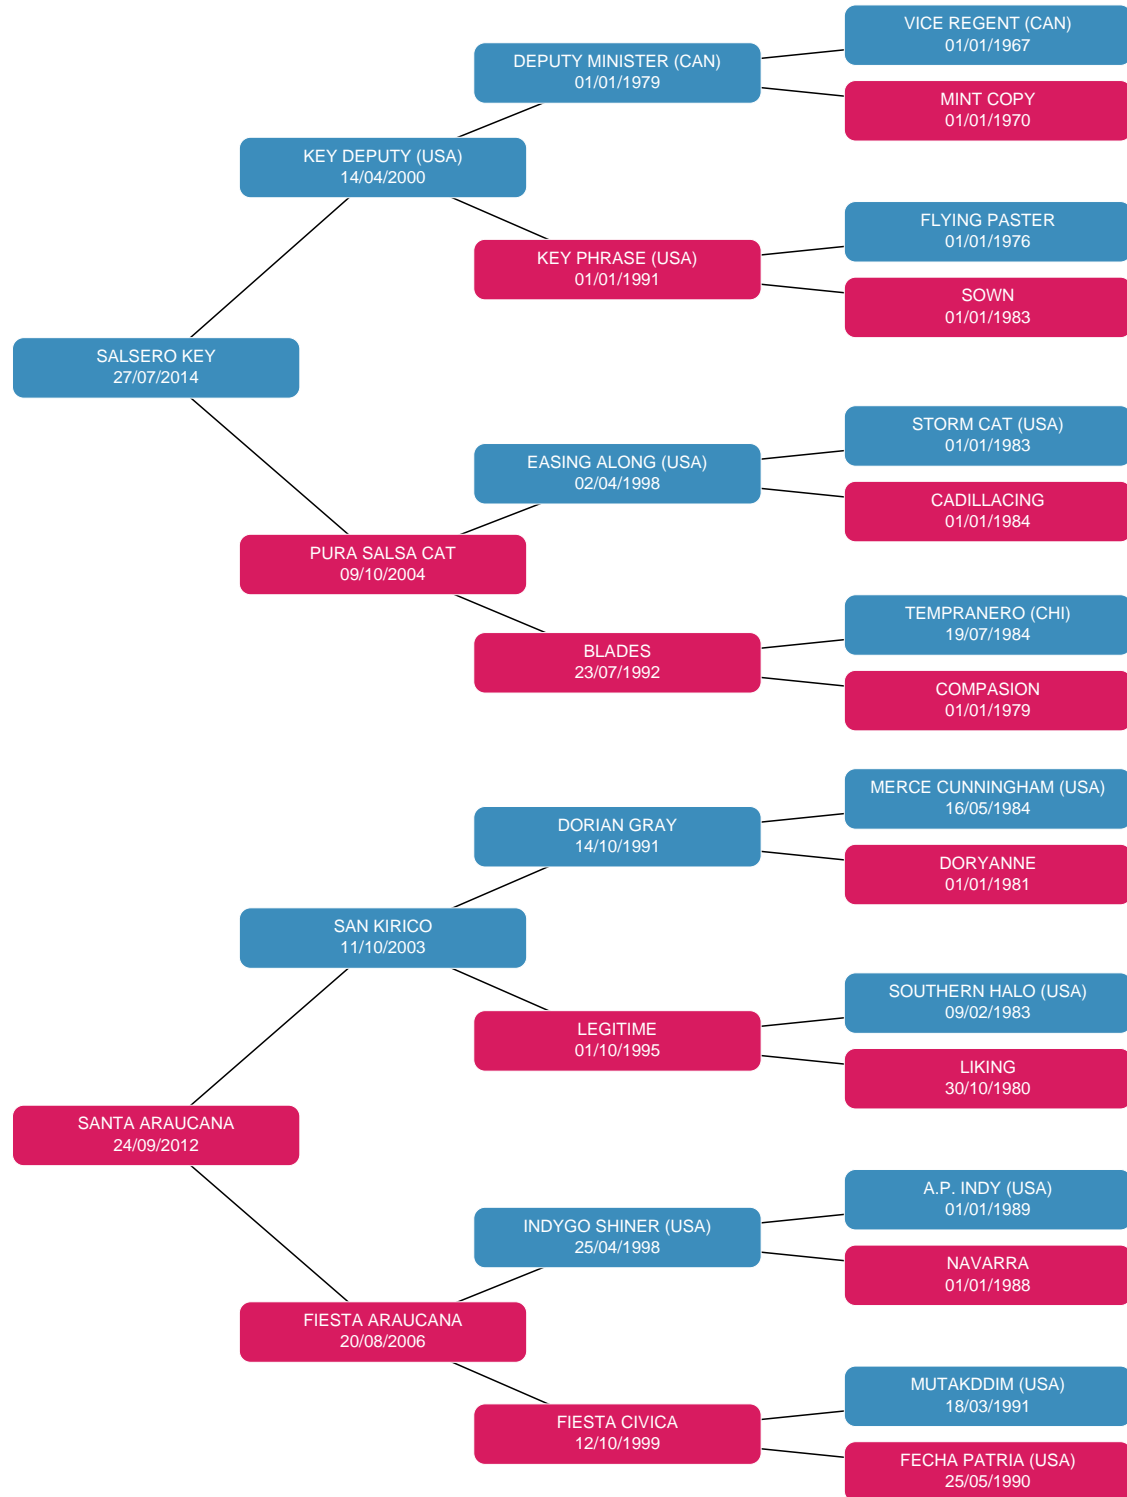 VICE REGENT (CAN)
01/01/1967
DEPUTY MINISTER (CAN)
01/01/1979
MINT COPY
01/01/1970
KEY DEPUTY (USA)
14/04/2000
FLYING PASTER
01/01/1976
KEY PHRASE (USA)
01/01/1991
SOWN
01/01/1983
SALSERO KEY
27/07/2014
STORM CAT (USA)
01/01/1983
EASING ALONG (USA)
02/04/1998
CADILLACING
01/01/1984
PURA SALSA CAT
09/10/2004
TEMPRANERO (CHI)
19/07/1984
BLADES
23/07/1992
COMPASION
01/01/1979
MERCE CUNNINGHAM (USA)
16/05/1984
DORIAN GRAY
14/10/1991
DORYANNE
01/01/1981
SAN KIRICO
11/10/2003
SOUTHERN HALO (USA)
09/02/1983
LEGITIME
01/10/1995
LIKING
30/10/1980
SANTA ARAUCANA
24/09/2012
A.P. INDY (USA)
01/01/1989
INDYGO SHINER (USA)
25/04/1998
NAVARRA
01/01/1988
FIESTA ARAUCANA
20/08/2006
MUTAKDDIM (USA)
18/03/1991
FIESTA CIVICA
12/10/1999
FECHA PATRIA (USA)
25/05/1990